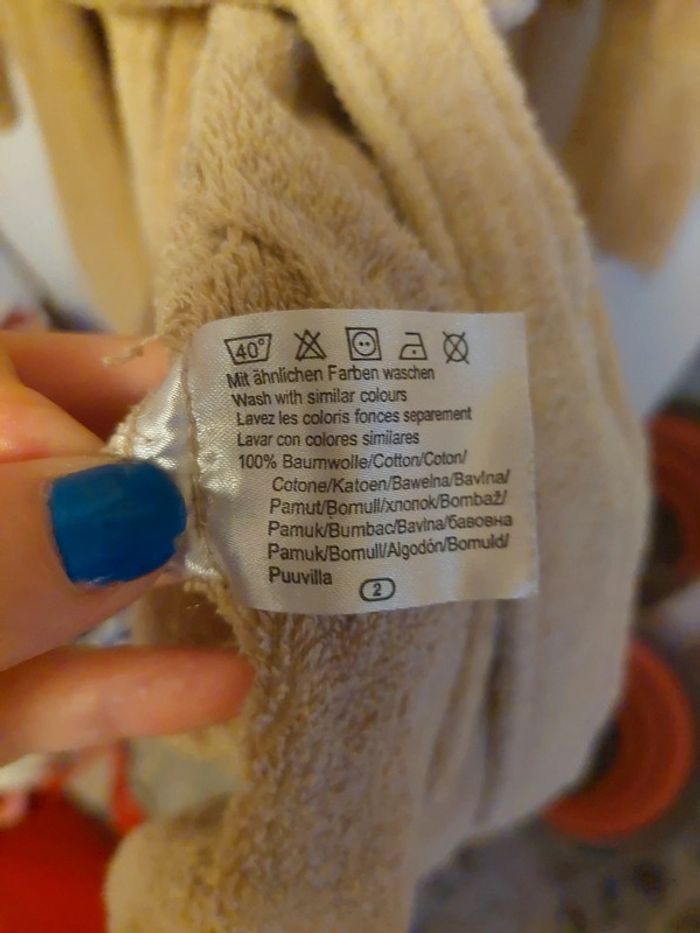 40°
Mit ähnlichen Farben waschen
Wash with similar colours
Lavez les coloris fonces separement
Lavar con colores similares
100% Baumwolle/Cotton/Coton/
Cotone/Katoen/Bawelna/Bavlna/
Pamut/Bomull/хлопок/Bombaž/
Pamuk/Bumbac/Bavlna/бавовна
Pamuk/Bomull/Algodón/Bomuld/
Puuvilla
2